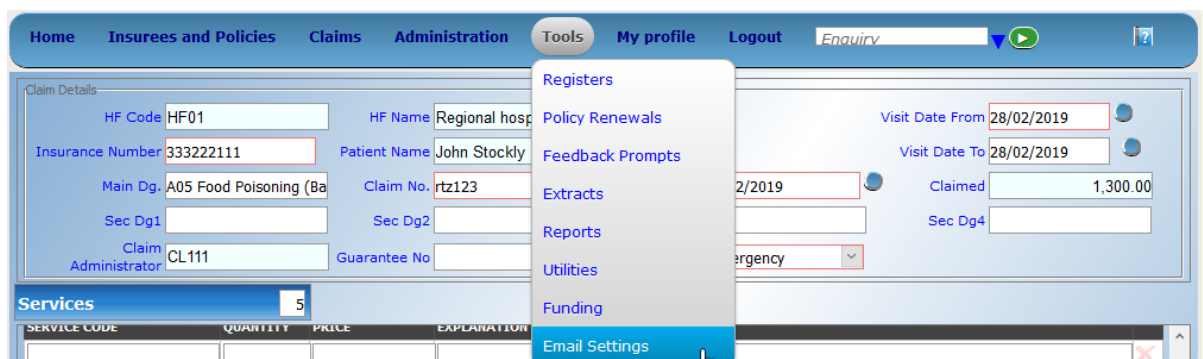 Home Insurees and Policies Claims Administration Tools My profile Logout Enquiry ?
Registers
Policy Renewals
Feedback Prompts
Extracts
Reports
Utilities
Funding
Email Settings
Claim Details
HF Code HF01 HF Name Regional hosp Visit Date From 28/02/2019
Insurance Number 333222111 Patient Name John Stockly Visit Date To 28/02/2019
Main Dg. A05 Food Poisoning (Ba Claim No. rtz123 2/2019 Claimed 1,300.00
Sec Dg1 Sec Dg2 Sec Dg4
Claim Administrator CL111 Guarantee No ergency
Services 5
SERVICE CODE QUANTITY PRICE EXPLANATION